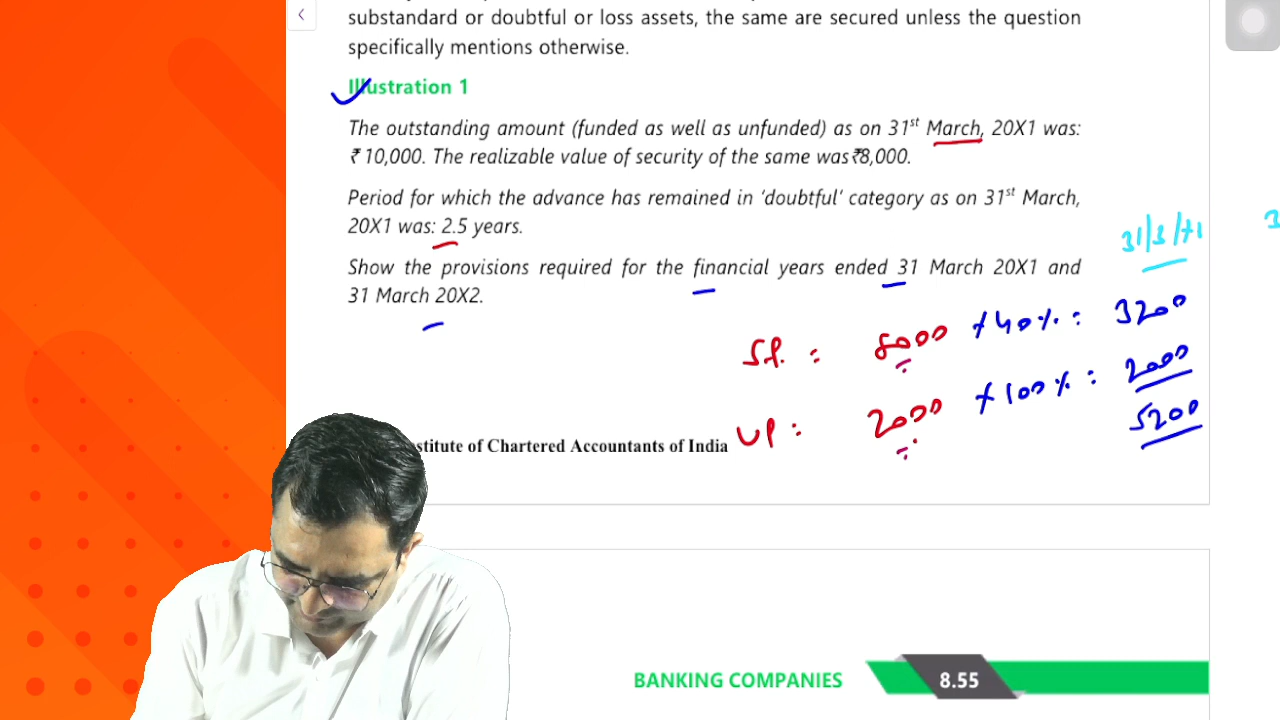 substandard or doubtful or loss assets, the same are secured unless the question
specifically mentions otherwise.
Illustration 1
The outstanding amount (funded as well as unfunded) as on 31st March, 20X1 was:
₹ 10,000. The realizable value of security of the same was ₹8,000.
Period for which the advance has remained in ‘doubtful’ category as on 31st March,
20X1 was: 2.5 years.
Show the provisions required for the financial years ended 31 March 20X1 and
31 March 20X2.
31/3/x1
SP. : 8000 x 40% : 3200
UP : 2000 x 100% : 2000
5200
stitute of Chartered Accountants of India
BANKING COMPANIES 8.55